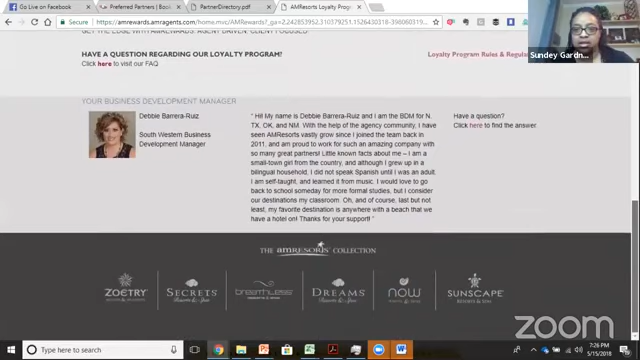 Go Live on Facebook
Preferred Partners | Boo
PartnerDirectory.pdf
AMResorts Loyalty Prog
https://amrewards.amragents.com/home.mvc/AMRewards?_ga=2.242853952.310579251.1526430318-398060319
Sundey Gardn...
GET THE EDGE WITH AMREWARDS. AGENT DRIVEN, CLIENT FOCUSED
HAVE A QUESTION REGARDING OUR LOYALTY PROGRAM?
Click here to visit our FAQ
Loyalty Program Rules & Regula
YOUR BUSINESS DEVELOPMENT MANAGER
Debbie Barrera-Ruiz
South Western Business
Development Manager
" Hi! My name is Debbie Barrera-Ruiz and I am the BDM for N.
TX, OK, and NM. With the help of the agency community, I have
seen AMResorts vastly grow since I joined the team back in
2011, and am proud to work for such an amazing company with
so many great partners! Little known facts about me – I am a
small-town girl from the country, and although I grew up in a
bilingual household, I did not speak Spanish until I was an adult.
I am self-taught, and learned it from music. I would love to go
back to school someday for more formal studies, but I consider
our destinations my classroom. Oh, and of course, last but not
least, my favorite destination is anywhere with a beach that we
have a hotel on! Thanks for your support! "
Have a question?
Click here to find the answer.
THE AMRESORTS COLLECTION
ZOËTRY
SECRETS
Resorts & Spas
breathless
DREAMS
Resorts & Spas
now
SUNSCAPE
RESORTS & SPAS
zoom
Type here to search
7:26 PM
5/15/2018